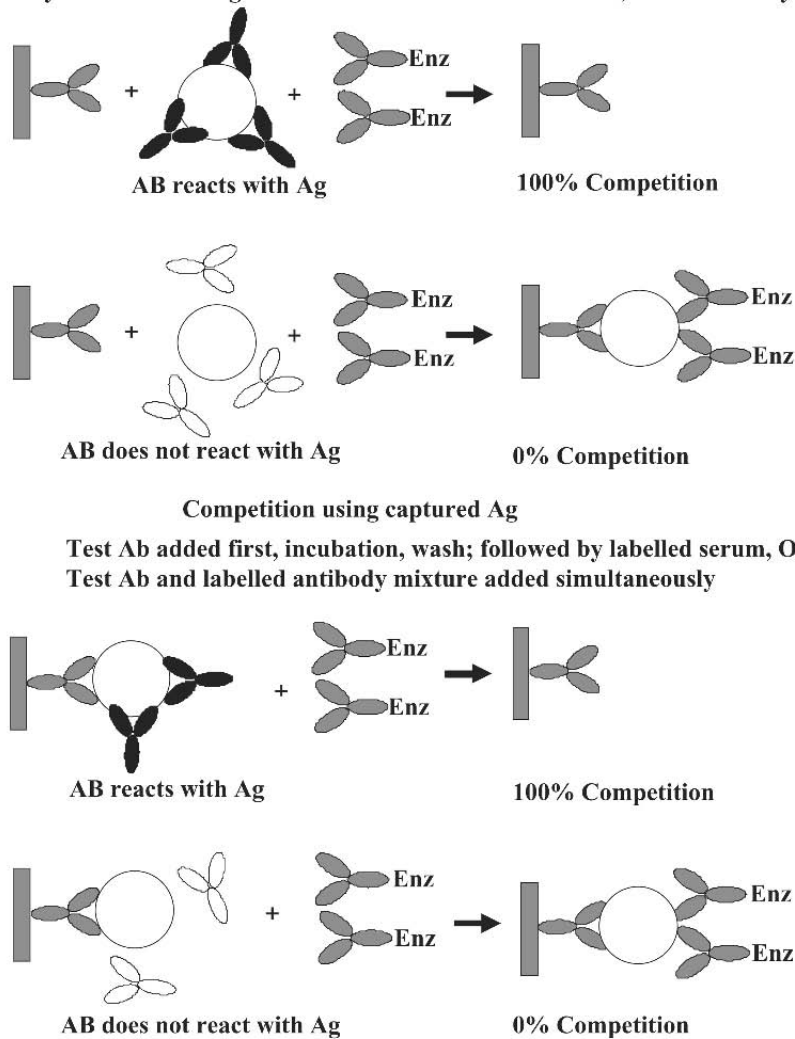 + + Enz
Enz
AB reacts with Ag 100% Competition
+ + Enz Enz
Enz Enz
AB does not react with Ag 0% Competition
Competition using captured Ag
Test Ab added first, incubation, wash; followed by labelled serum, O
Test Ab and labelled antibody mixture added simultaneously
+ Enz
Enz
AB reacts with Ag 100% Competition
+ Enz Enz
Enz Enz
AB does not react with Ag 0% Competition